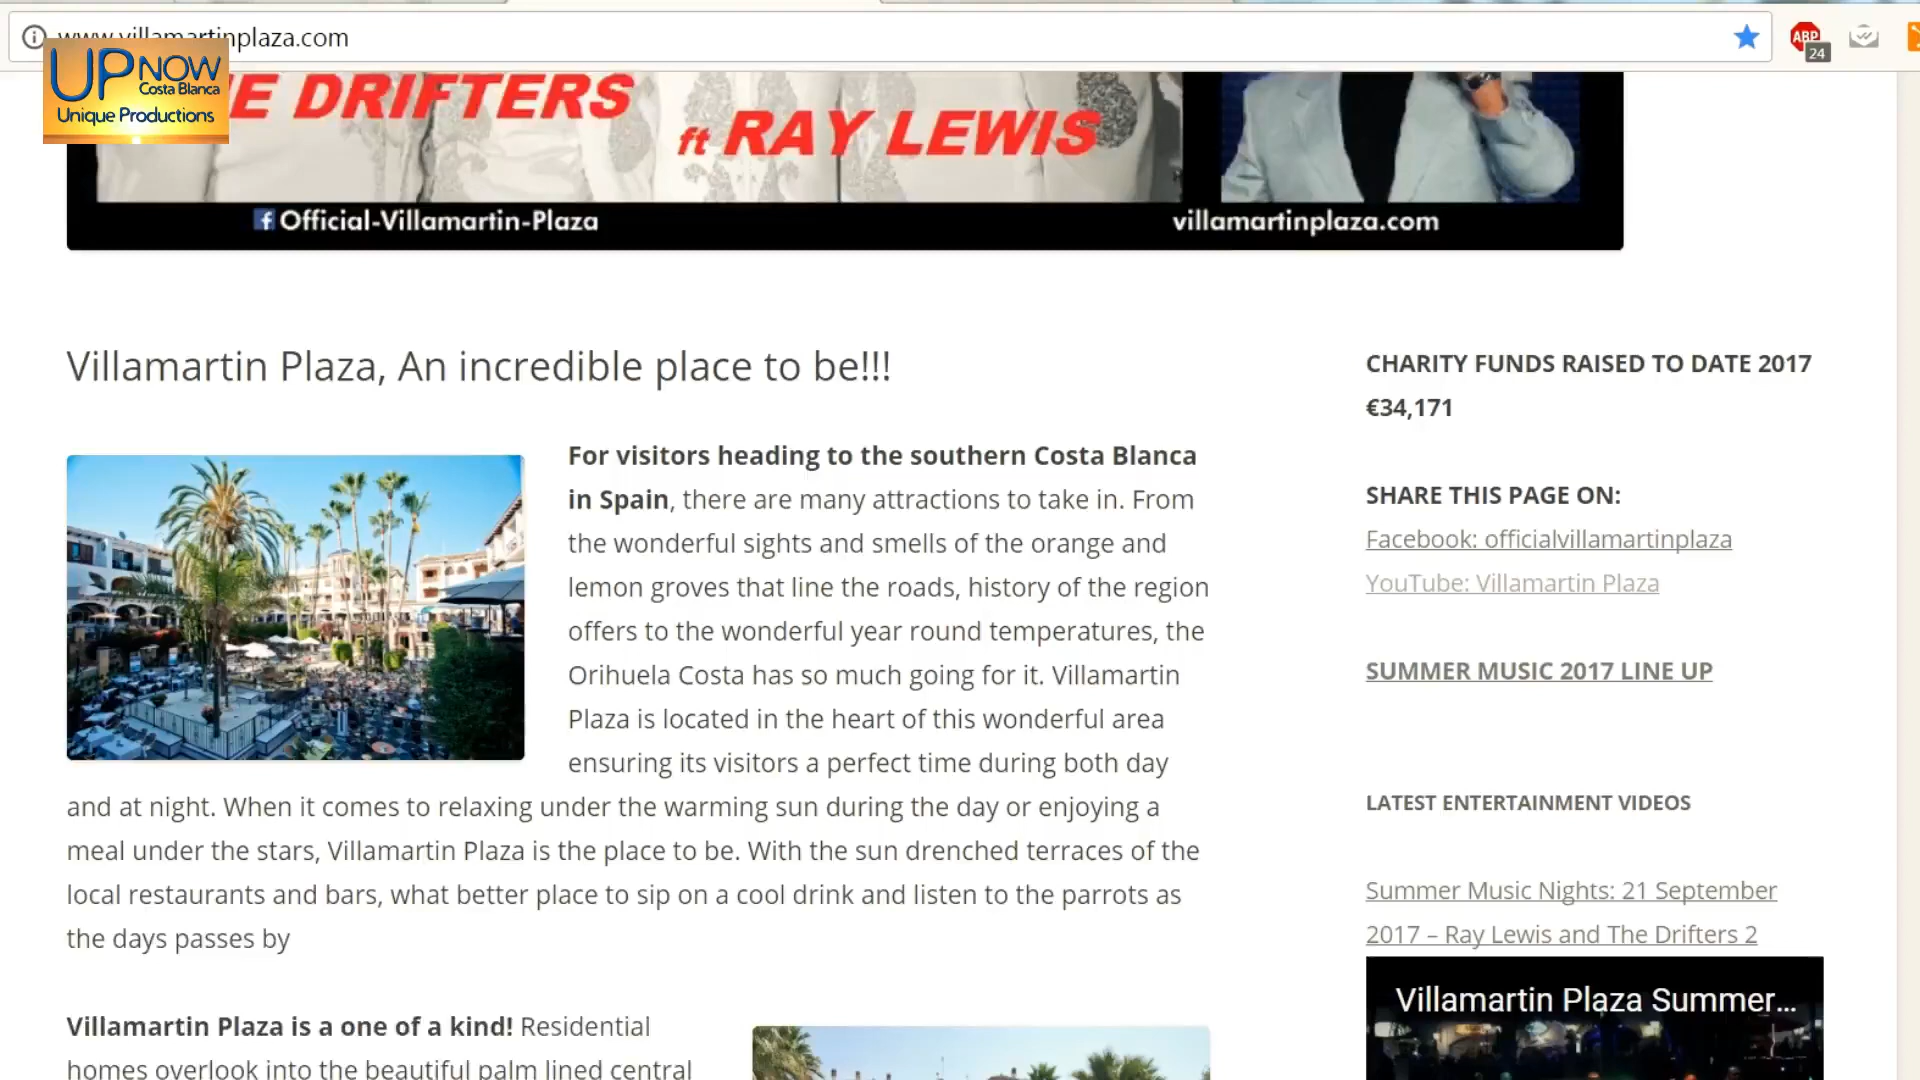 www.villamartinplaza.com
ABP
24
UPNOW
Costa Blanca
Unique Productions
E DRIFTERS
ft RAY LEWIS
Official-Villamartin-Plaza
villamartinplaza.com
Villamartin Plaza, An incredible place to be!!!
For visitors heading to the southern Costa Blanca
in Spain, there are many attractions to take in. From
the wonderful sights and smells of the orange and
lemon groves that line the roads, history of the region
offers to the wonderful year round temperatures, the
Orihuela Costa has so much going for it. Villamartin
Plaza is located in the heart of this wonderful area
ensuring its visitors a perfect time during both day
and at night. When it comes to relaxing under the warming sun during the day or enjoying a
meal under the stars, Villamartin Plaza is the place to be. With the sun drenched terraces of the
local restaurants and bars, what better place to sip on a cool drink and listen to the parrots as
the days passes by
Villamartin Plaza is a one of a kind! Residential
homes overlook into the beautiful palm lined central
CHARITY FUNDS RAISED TO DATE 2017
€34,171
SHARE THIS PAGE ON:
Facebook: officialvillamartinplaza
YouTube: Villamartin Plaza
SUMMER MUSIC 2017 LINE UP
LATEST ENTERTAINMENT VIDEOS
Summer Music Nights: 21 September
2017 – Ray Lewis and The Drifters 2
Villamartin Plaza Summer...